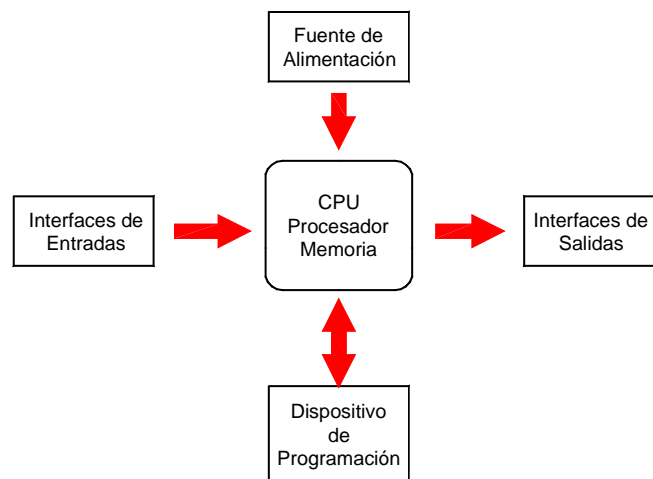 Fuente de
Alimentación
Interfaces de
Entradas
CPU
Procesador
Memoria
Interfaces de
Salidas
Dispositivo
de
Programación